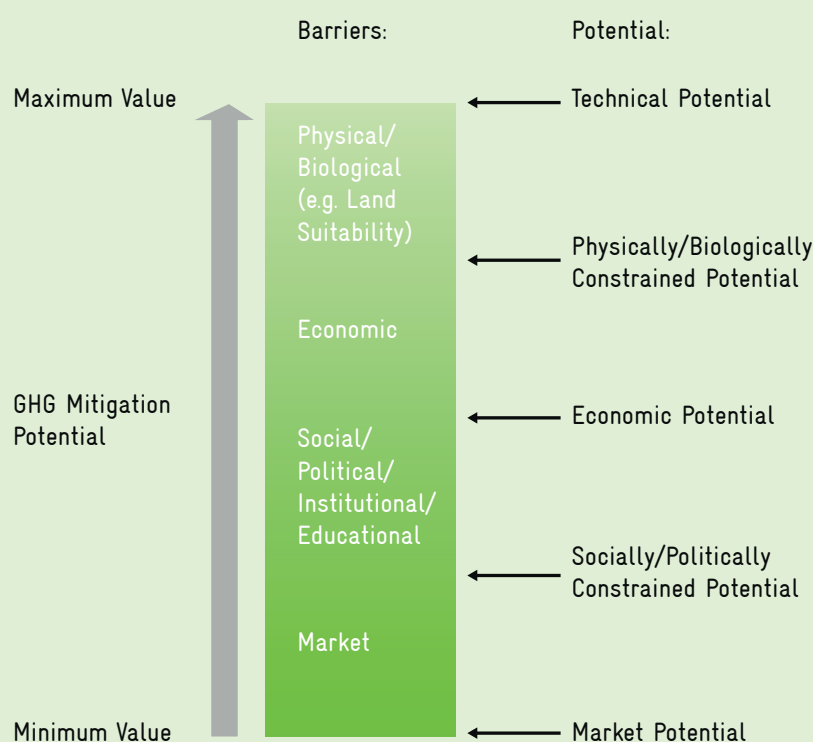 Barriers:
Potential:
Maximum Value
Technical Potential
Physical/
Biological
(e.g. Land
Suitability)
Physically/Biologically
Constrained Potential
Economic
GHG Mitigation
Potential
Economic Potential
Social/
Political/
Institutional/
Educational
Socially/Politically
Constrained Potential
Market
Minimum Value
Market Potential